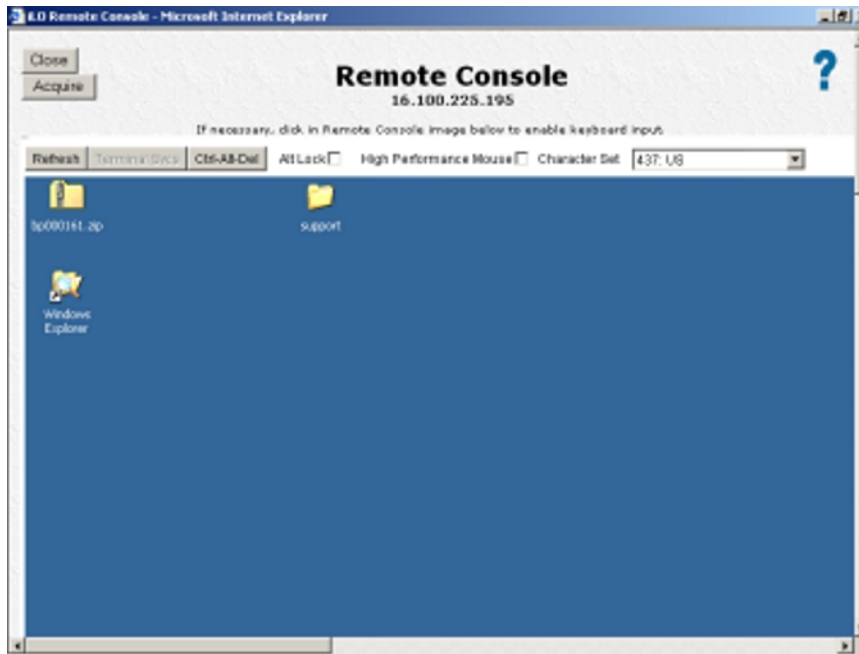 iLO Remote Console - Microsoft Internet Explorer
Close
Acquire
Remote Console
16.100.225.195
?
If necessary, click in Remote Console image below to enable keyboard input.
Refresh Terminal Svcs Ctrl-Alt-Del Alt Lock High Performance Mouse Character Set 437: US
bp000161.zip
support
Windows
Explorer